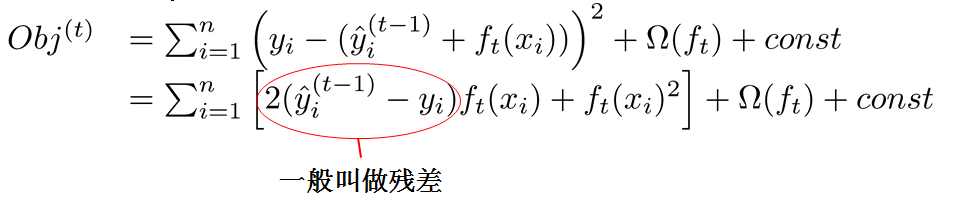 Obj^{(t)} = \sum_{i=1}^{n} \left( y_i - (\hat{y}_i^{(t-1)} + f_t(x_i)) \right)^2 + \Omega(f_t) + const
= \sum_{i=1}^{n} \left[ 2(\hat{y}_i^{(t-1)} - y_i) f_t(x_i) + f_t(x_i)^2 \right] + \Omega(f_t) + const
一般叫做残差